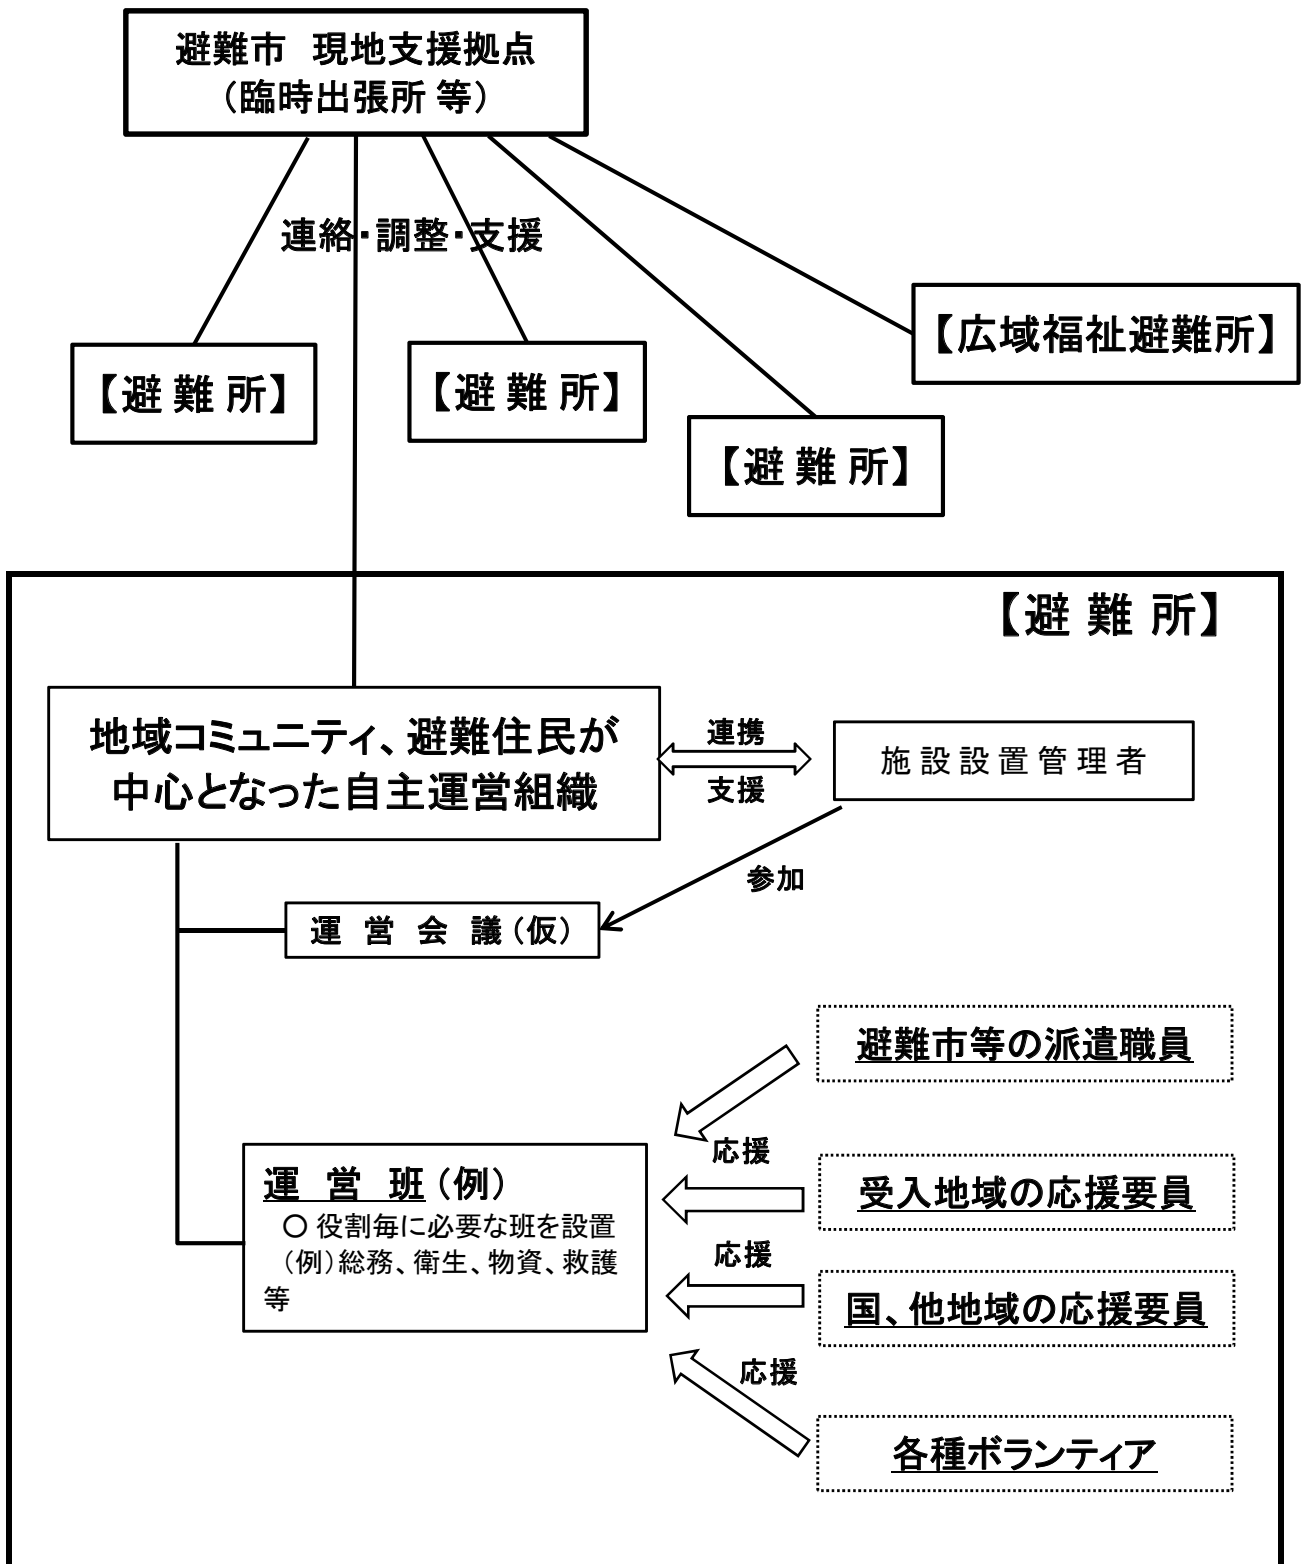 避難市　現地支援拠点
（臨時出張所 等）
連絡・調整・支援
【広域福祉避難所】
【避 難 所】
【避 難 所】
【避 難 所】
【避 難 所】
地域コミュニティ、避難住民が
中心となった自主運営組織
連携
支援
施 設 設 置 管 理 者
参加
運　営　会　議（仮）
避難市等の派遣職員
応援
運　営　班（例）
○ 役割毎に必要な班を設置
（例）総務、衛生、物資、救護
等
受入地域の応援要員
応援
国、他地域の応援要員
応援
各種ボランティア